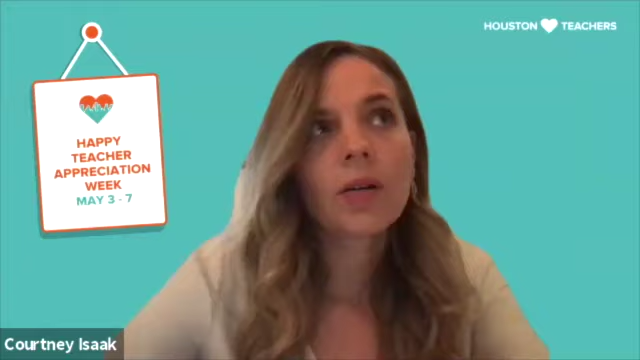 HOUSTON TEACHERS
HAPPY
TEACHER
APPRECIATION
WEEK
MAY 3 - 7
Courtney Isaak